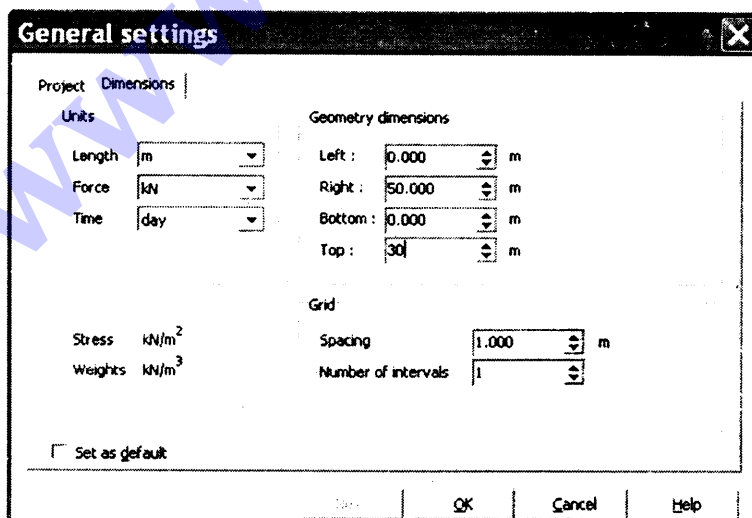 General settings
Project Dimensions
Units
Length m
Force kN
Time day
Stress kN/m²
Weights kN/m³
Geometry dimensions
Left : 0.000 m
Right : 50.000 m
Bottom : 0.000 m
Top : 30 m
Grid
Spacing 1.000 m
Number of intervals 1
Set as default
OK Cancel Help